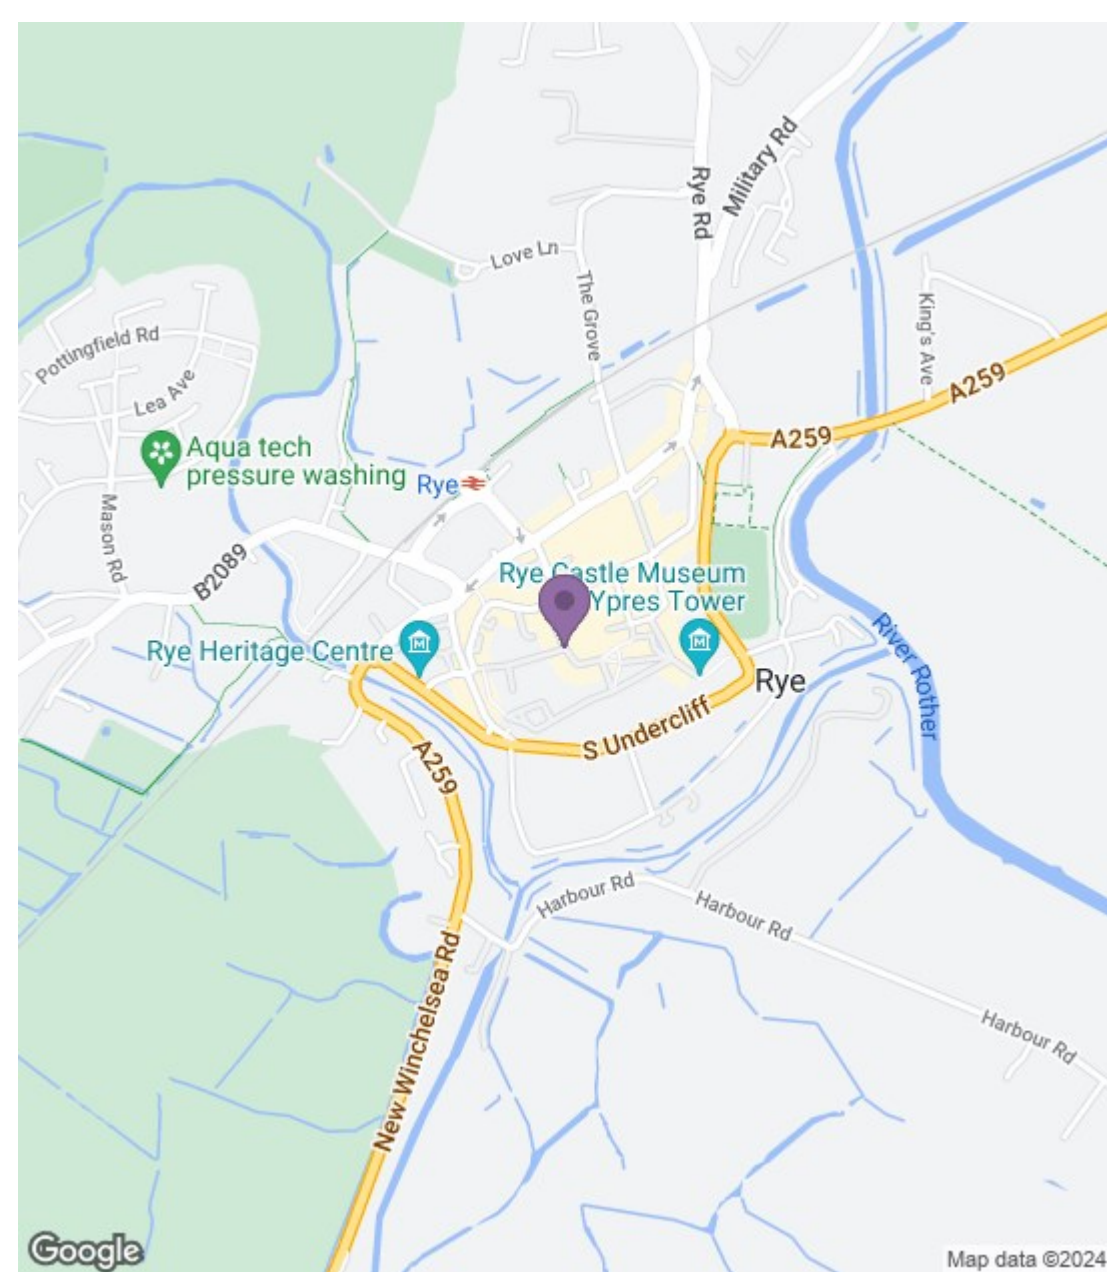 Military Rd
Rye Rd
Love Ln
The Grove
King's Ave
Pottingfield Rd
Lea Ave
A259
A259
Aqua tech
pressure washing
Rye
Mason Rd
B2089
Rye Castle Museum
Ypres Tower
Rye Heritage Centre
River Rother
Rye
S Undercliff
A259
Harbour Rd
Harbour Rd
New Winchelsea Rd
Harbour Rd
Google
Map data ©2024